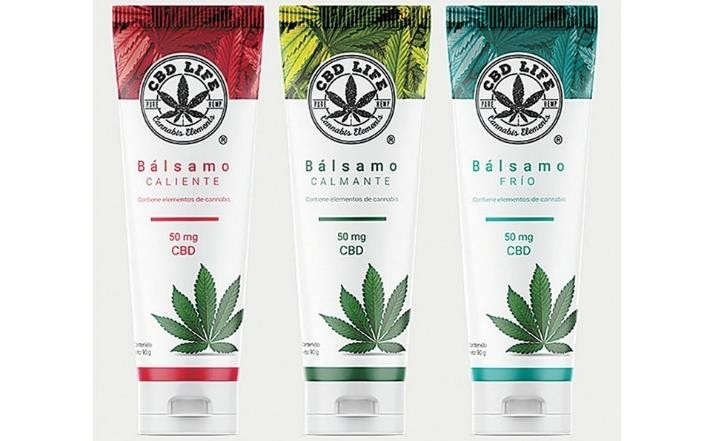 CBD LIFE
PURE HEMP
Cannabis Elements
®
Bálsamo
CALIENTE
Contiene elementos de cannabis
50 mg
CBD
Contenido
neto 90 g
CBD LIFE
PURE HEMP
Cannabis Elements
®
Bálsamo
CALMANTE
Contiene elementos de cannabis
50 mg
CBD
Contenido
neto 90 g
CBD LIFE
PURE HEMP
Cannabis Elements
®
Bálsamo
FRÍO
Contiene elementos de cannabis
50 mg
CBD
Contenido
neto 90 g